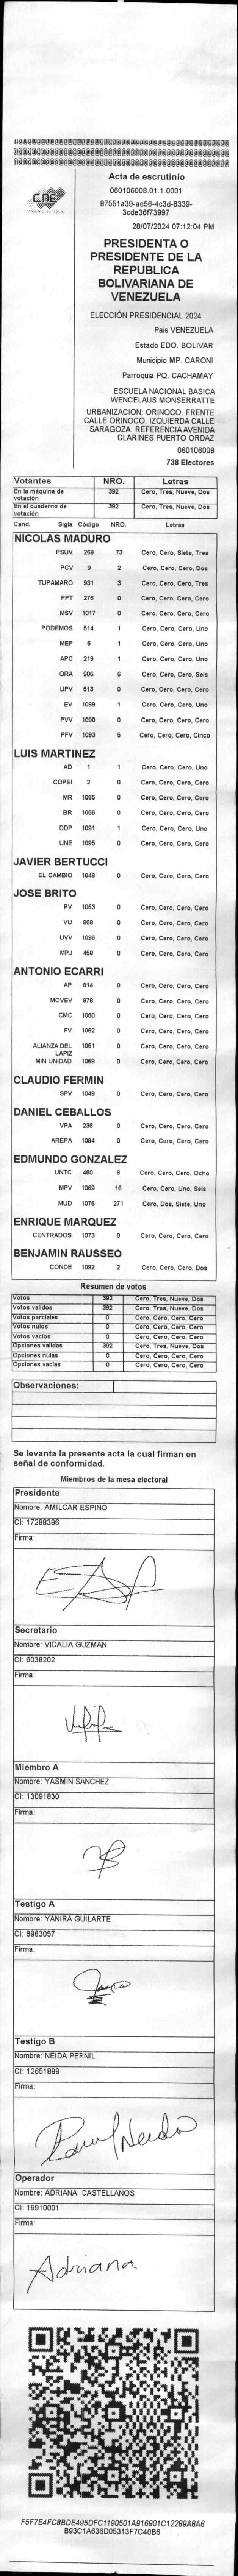 CNE
Acta de escrutinio
060106008.01.1.0001
87551a39-ae56-4c3d-8339-
3cde36f73997
28/07/2024 07:12:04 PM
PRESIDENTA O
PRESIDENTE DE LA
REPUBLICA
BOLIVARIANA DE
VENEZUELA
ELECCIÓN PRESIDENCIAL 2024
País VENEZUELA
Estado EDO. BOLIVAR
Municipio MP. CARONI
Parroquia PQ. CACHAMAY
ESCUELA NACIONAL BASICA
WENCELAUS MONSERRATTE
URBANIZACION: ORINOCO. FRENTE
CALLE ORINOCO. IZQUIERDA CALLE
SARAGOZA. REFERENCIA AVENIDA
CLARINES PUERTO ORDAZ
060106008
738 Electores
Votantes NRO. Letras
En la máquina de votación 392 Cero, Tres, Nueve, Dos
En el cuaderno de votación 392 Cero, Tres, Nueve, Dos
Cand. Sigla Código NRO. Letras
NICOLAS MADURO
PSUV 269 73 Cero, Cero, Siete, Tres
PCV 9 2 Cero, Cero, Cero, Dos
TUPAMARO 931 3 Cero, Cero, Cero, Tres
PPT 276 0 Cero, Cero, Cero, Cero
MSV 1017 0 Cero, Cero, Cero, Cero
PODEMOS 514 1 Cero, Cero, Cero, Uno
MEP 6 1 Cero, Cero, Cero, Uno
APC 219 1 Cero, Cero, Cero, Uno
ORA 906 6 Cero, Cero, Cero, Seis
UPV 513 0 Cero, Cero, Cero, Cero
EV 1099 1 Cero, Cero, Cero, Uno
PVV 1090 0 Cero, Cero, Cero, Cero
PFV 1093 5 Cero, Cero, Cero, Cinco
LUIS MARTINEZ
AD 1 1 Cero, Cero, Cero, Uno
COPEI 2 0 Cero, Cero, Cero, Cero
MR 1065 0 Cero, Cero, Cero, Cero
BR 1066 0 Cero, Cero, Cero, Cero
DDP 1091 1 Cero, Cero, Cero, Uno
UNE 1095 0 Cero, Cero, Cero, Cero
JAVIER BERTUCCI
EL CAMBIO 1048 0 Cero, Cero, Cero, Cero
JOSE BRITO
PV 1053 0 Cero, Cero, Cero, Cero
VU 868 0 Cero, Cero, Cero, Cero
UVV 1096 0 Cero, Cero, Cero, Cero
MPJ 458 0 Cero, Cero, Cero, Cero
ANTONIO ECARRI
AP 814 0 Cero, Cero, Cero, Cero
MOVEV 878 0 Cero, Cero, Cero, Cero
CMC 1050 0 Cero, Cero, Cero, Cero
FV 1062 0 Cero, Cero, Cero, Cero
ALIANZA DEL LAPIZ 1051 0 Cero, Cero, Cero, Cero
MIN UNIDAD 1068 0 Cero, Cero, Cero, Cero
CLAUDIO FERMIN
SPV 1049 0 Cero, Cero, Cero, Cero
DANIEL CEBALLOS
VPA 236 0 Cero, Cero, Cero, Cero
AREPA 1094 0 Cero, Cero, Cero, Cero
EDMUNDO GONZALEZ
UNTC 460 8 Cero, Cero, Cero, Ocho
MPV 1069 16 Cero, Cero, Uno, Seis
MUD 1075 271 Cero, Dos, Siete, Uno
ENRIQUE MARQUEZ
CENTRADOS 1073 0 Cero, Cero, Cero, Cero
BENJAMIN RAUSSEO
CONDE 1092 2 Cero, Cero, Cero, Dos
Resumen de votos
Votos 392 Cero, Tres, Nueve, Dos
Votos validos 392 Cero, Tres, Nueve, Dos
Votos parciales 0 Cero, Cero, Cero, Cero
Votos nulos 0 Cero, Cero, Cero, Cero
Votos vacios 0 Cero, Cero, Cero, Cero
Opciones validas 392 Cero, Tres, Nueve, Dos
Opciones nulas 0 Cero, Cero, Cero, Cero
Opciones vacias 0 Cero, Cero, Cero, Cero
Observaciones:
Se levanta la presente acta la cual firman en
señal de conformidad.
Miembros de la mesa electoral
Presidente
Nombre: AMILCAR ESPINO
CI: 17288396
Firma:
Secretario
Nombre: VIDALIA GUZMAN
CI: 6038202
Firma:
Miembro A
Nombre: YASMIN SANCHEZ
CI: 13091830
Firma:
Testigo A
Nombre: YANIRA GUILARTE
CI: 8963057
Firma:
Testigo B
Nombre: NEIDA PERNIL
CI: 12651899
Firma:
Operador
Nombre: ADRIANA CASTELLANOS
CI: 19910001
Firma:
Adriana
F5F7E4FC8BDE495DFC1190501A916901C12289A8A6
B93C1A636D05313F7C40B6